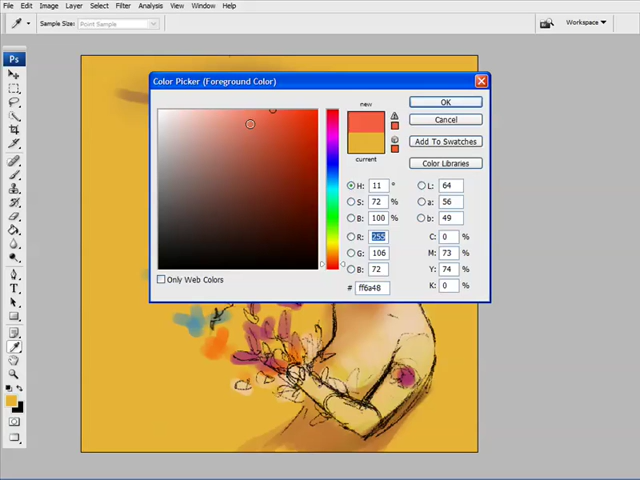 File Edit Image Layer Select Filter Analysis View Window Help
Sample Size: Point Sample Workspace
Ps
Color Picker (Foreground Color)
new
current
OK
Cancel
Add To Swatches
Color Libraries
H: 11 ° L: 64
S: 72 % a: 56
B: 100 % b: 49
R: 255 C: 0 %
G: 106 M: 73 %
B: 72 Y: 74 %
# ff6a48 K: 0 %
Only Web Colors
T